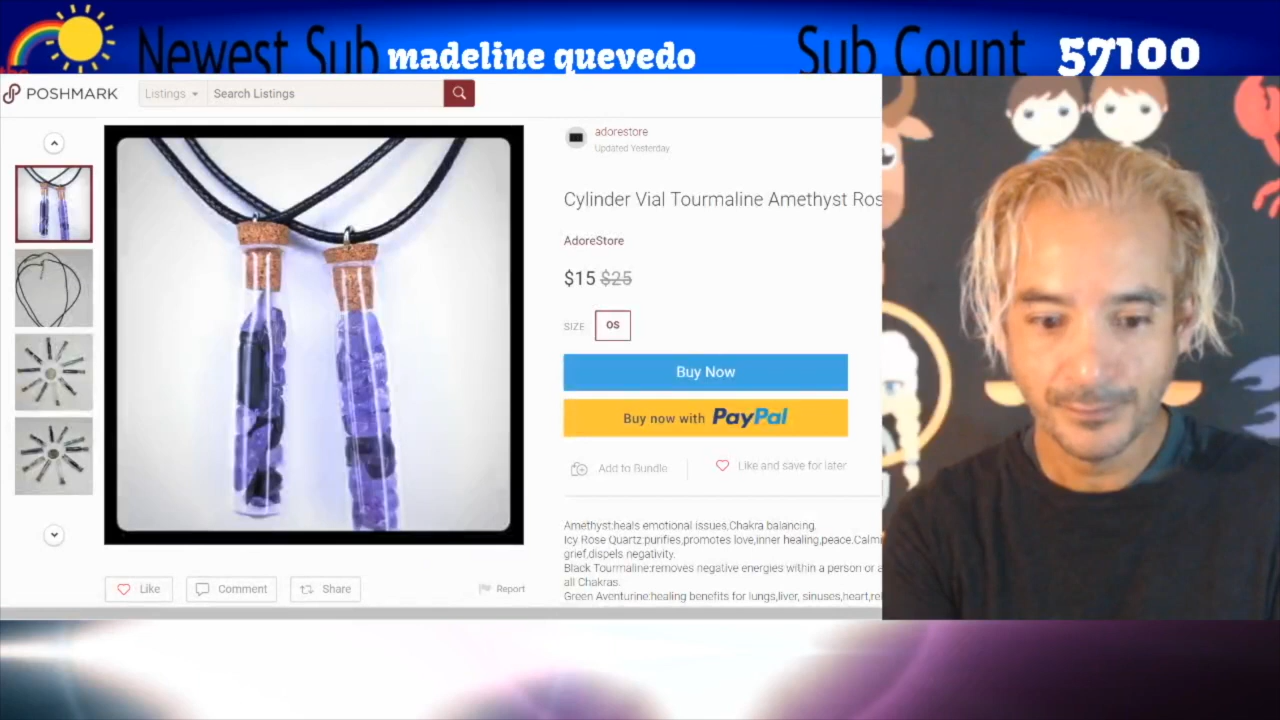 Newest Sub madeline quevedo Sub Count 57100
the
POSHMARK Listings Search Listings
adorestore
Updated Yesterday
Cylinder Vial Tourmaline Amethyst Ros
AdoreStore
$15 $25
SIZE OS
Buy Now
Buy now with PayPal
Add to Bundle Like and save for later
Amethyst:heals emotional issues,Chakra balancing.
Icy Rose Quartz purifies,promotes love,inner healing,peace.Calmi
grief,dispels negativity.
Black Tourmaline:removes negative energies within a person or a
all Chakras.
Green Aventurine:healing benefits for lungs,liver, sinuses,heart,rel
Like Comment Share Report